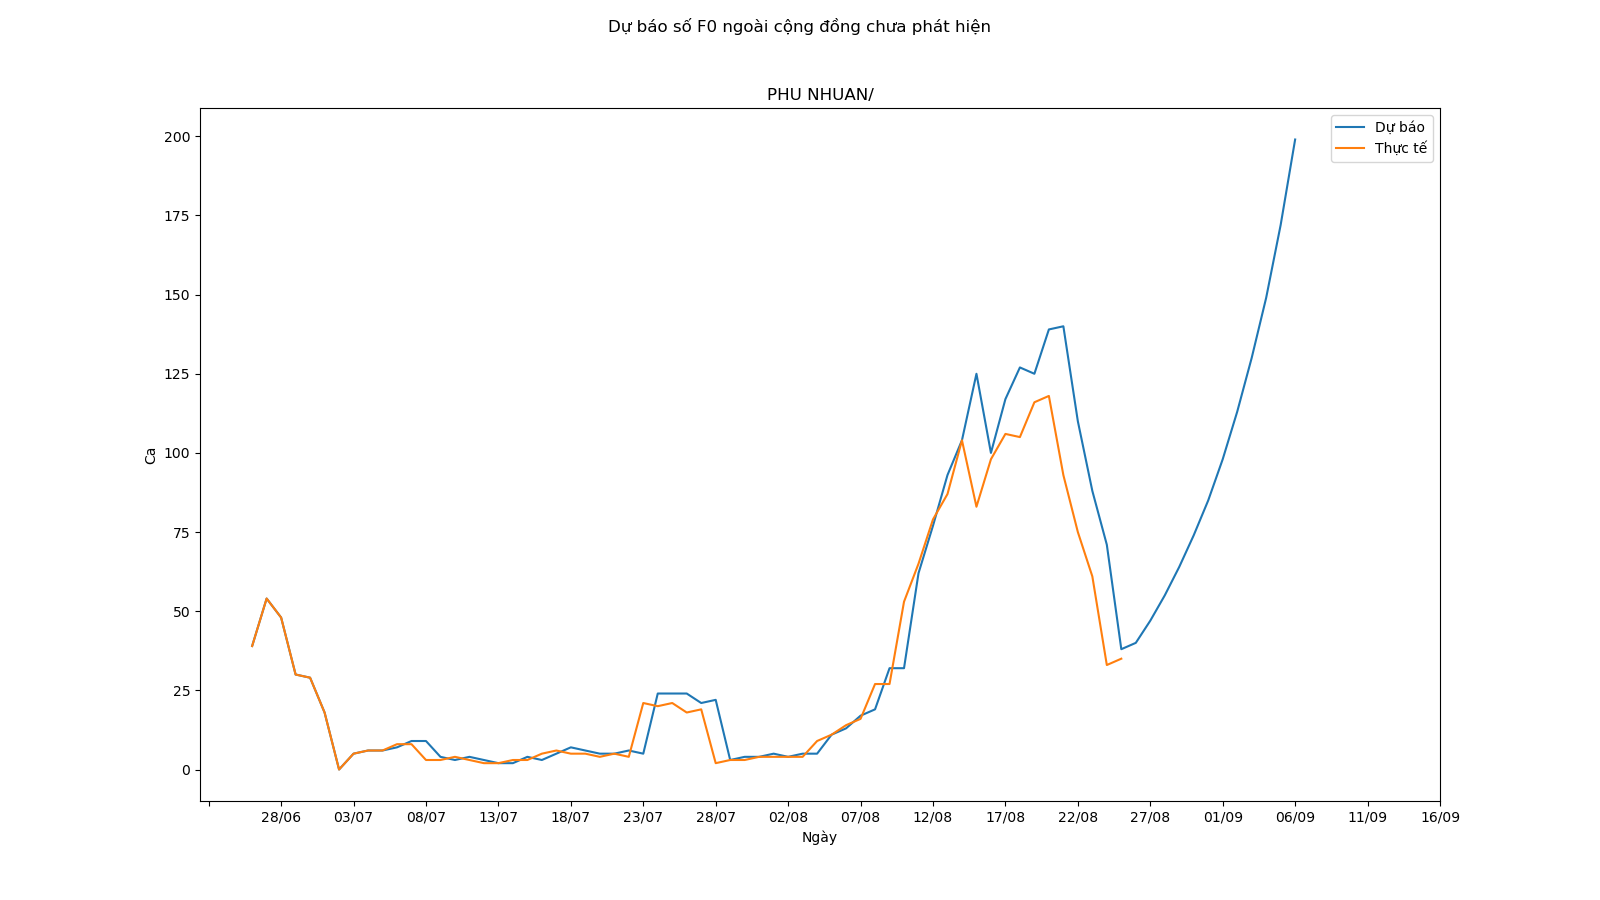 Dự báo số F0 ngoài cộng đồng chưa phát hiện
PHU NHUAN/
Dự báo
Thực tế
200
175
150
125
100
75
50
25
0
Ca
28/06 03/07 08/07 13/07 18/07 23/07 28/07 02/08 07/08 12/08 17/08 22/08 27/08 01/09 06/09 11/09 16/09
Ngày